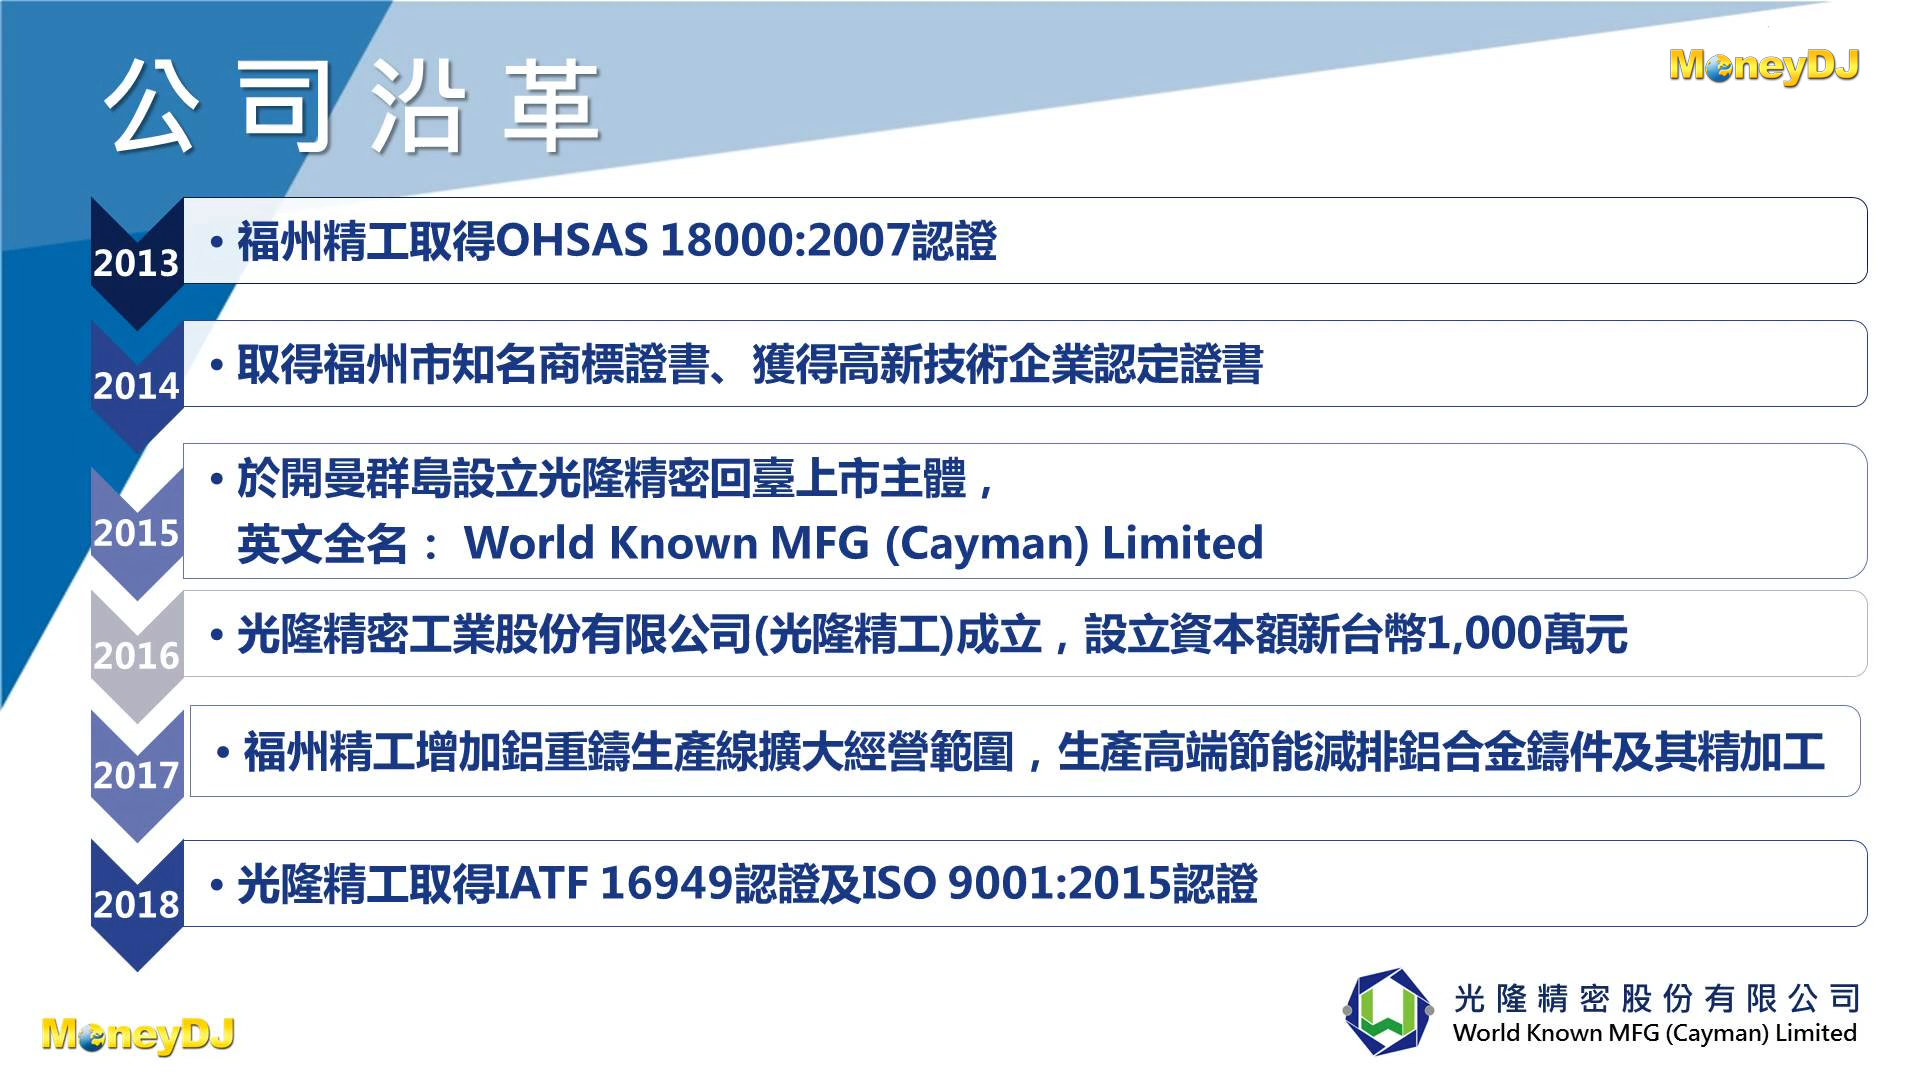 公司沿革
MoneyDJ
2013
• 福州精工取得OHSAS 18000:2007認證
2014
• 取得福州市知名商標證書、獲得高新技術企業認定證書
2015
• 於開曼群島設立光隆精密回臺上市主體，
英文全名： World Known MFG (Cayman) Limited
2016
• 光隆精密工業股份有限公司(光隆精工)成立，設立資本額新台幣1,000萬元
2017
• 福州精工增加鋁重鑄生產線擴大經營範圍，生產高端節能減排鋁合金鑄件及其精加工
2018
• 光隆精工取得IATF 16949認證及ISO 9001:2015認證
MoneyDJ
光隆精密股份有限公司
World Known MFG (Cayman) Limited